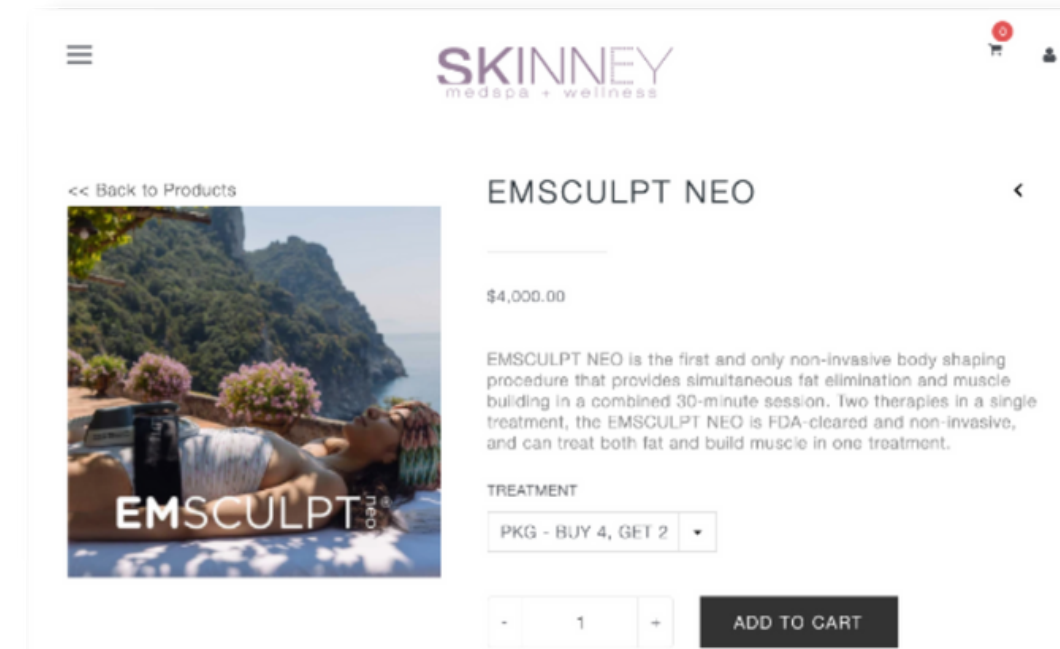 0
SKINNEY
medspa + wellness
<< Back to Products
EMSCULPT NEO
$4,000.00
EMSCULPT NEO is the first and only non-invasive body shaping
procedure that provides simultaneous fat elimination and muscle
building in a combined 30-minute session. Two therapies in a single
treatment, the EMSCULPT NEO is FDA-cleared and non-invasive,
and can treat both fat and build muscle in one treatment.
EMSCULPT neo
TREATMENT
PKG - BUY 4, GET 2
- 1 +
ADD TO CART